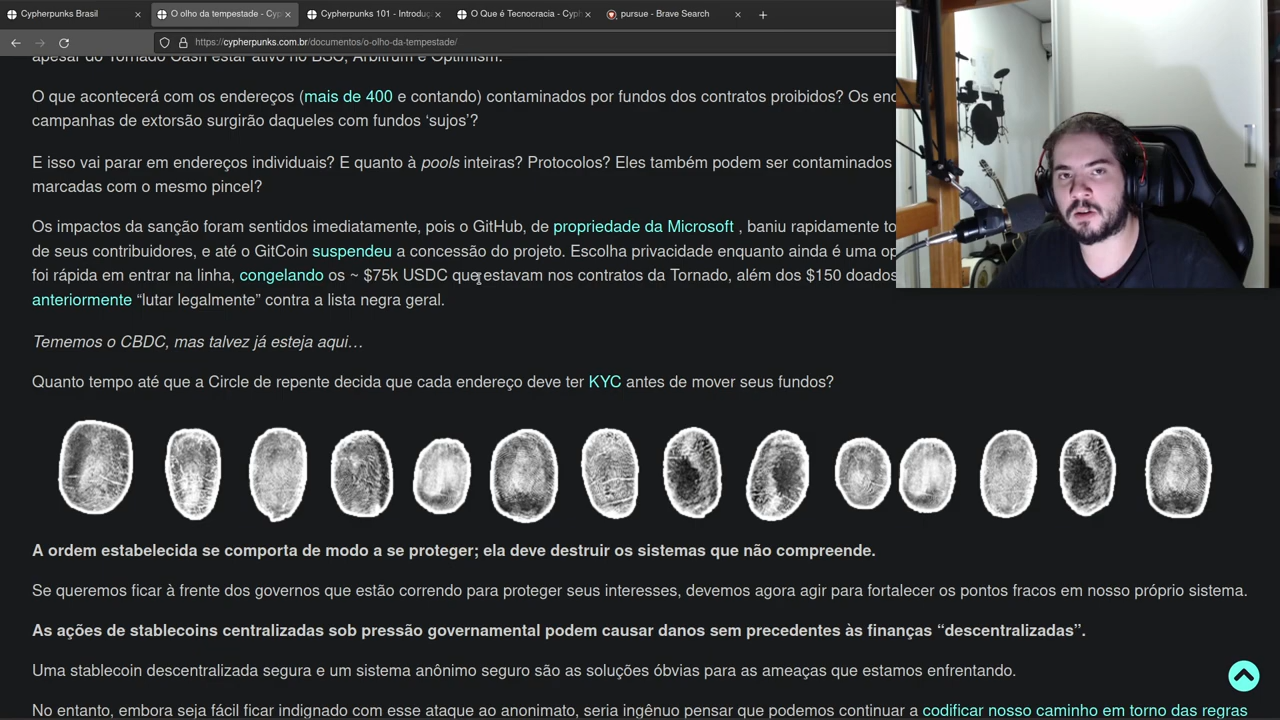 Cypherpunks Brasil
O olho da tempestade - Cyp
Cypherpunks 101 - Introduç
O Que é Tecnocracia - Cyph
pursue - Brave Search
https://cypherpunks.com.br/documentos/o-olho-da-tempestade/
apesar do Tornado Cash estar ativo no BSC, Arbitrum e Optimism.
O que acontecerá com os endereços (mais de 400 e contando) contaminados por fundos dos contratos proibidos? Os en
campanhas de extorsão surgirão daqueles com fundos ‘sujos’?
E isso vai parar em endereços individuais? E quanto à pools inteiras? Protocolos? Eles também podem ser contaminados
marcadas com o mesmo pincel?
Os impactos da sanção foram sentidos imediatamente, pois o GitHub, de propriedade da Microsoft , baniu rapidamente to
de seus contribuidores, e até o GitCoin suspendeu a concessão do projeto. Escolha privacidade enquanto ainda é uma op
foi rápida em entrar na linha, congelando os ~ $75k USDC que estavam nos contratos da Tornado, além dos $150 doados
anteriormente “lutar legalmente” contra a lista negra geral.
Tememos o CBDC, mas talvez já esteja aqui…
Quanto tempo até que a Circle de repente decida que cada endereço deve ter KYC antes de mover seus fundos?
A ordem estabelecida se comporta de modo a se proteger; ela deve destruir os sistemas que não compreende.
Se queremos ficar à frente dos governos que estão correndo para proteger seus interesses, devemos agora agir para fortalecer os pontos fracos em nosso próprio sistema.
As ações de stablecoins centralizadas sob pressão governamental podem causar danos sem precedentes às finanças “descentralizadas”.
Uma stablecoin descentralizada segura e um sistema anônimo seguro são as soluções óbvias para as ameaças que estamos enfrentando.
No entanto, embora seja fácil ficar indignado com esse ataque ao anonimato, seria ingênuo pensar que podemos continuar a codificar nosso caminho em torno das regras